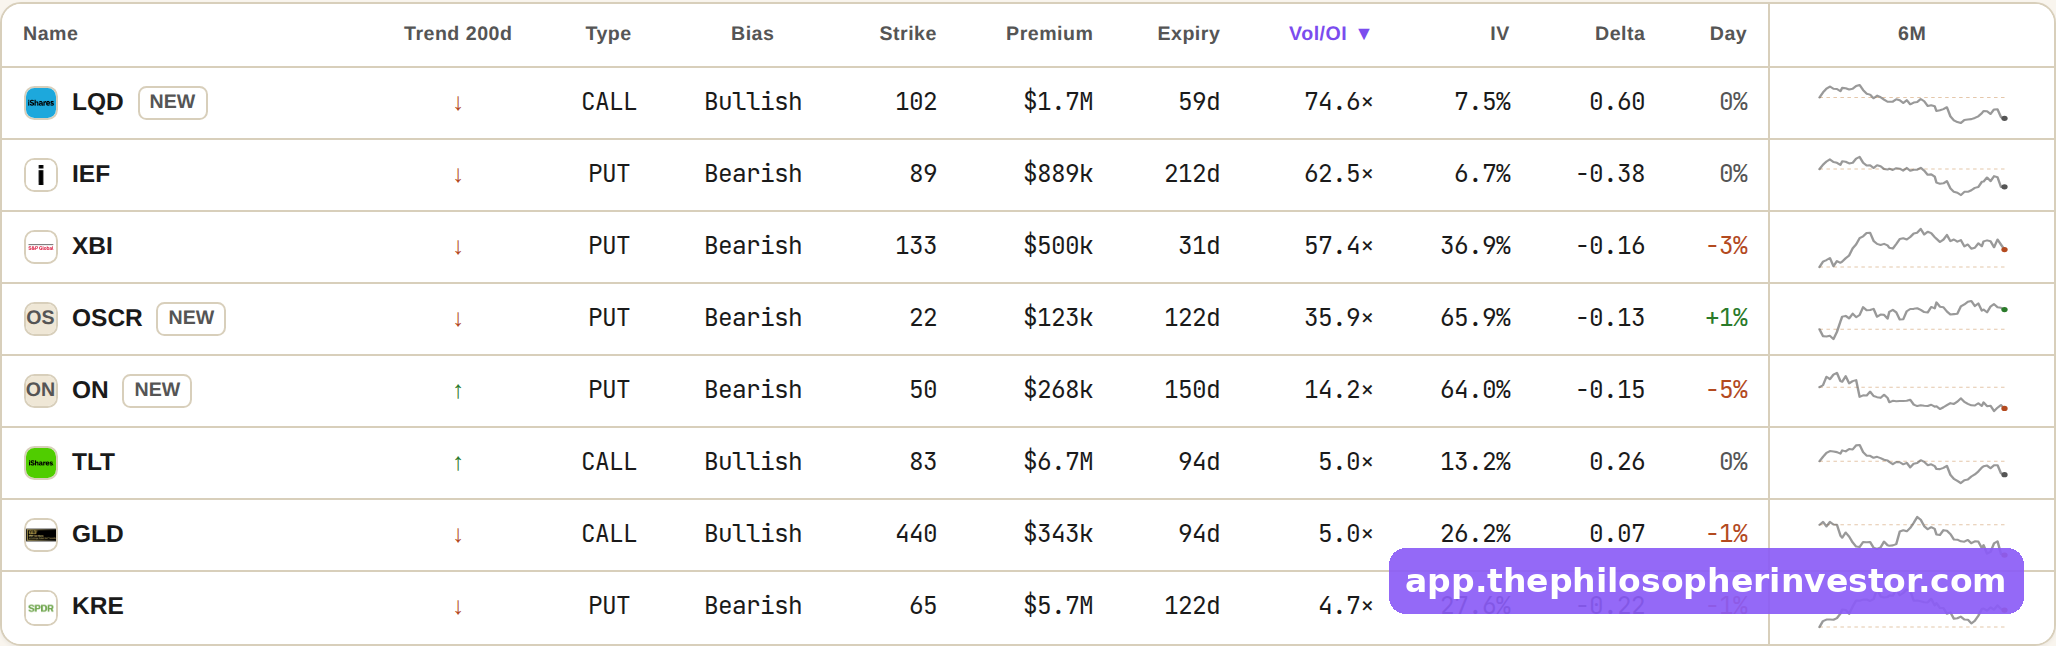 Name Trend 200d Type Bias Strike Premium Expiry Vol/OI ▼ IV Delta Day 6M
iShares LQD NEW ↓ CALL Bullish 102 $1.7M 59d 74.6× 7.5% 0.60 0%
i IEF ↓ PUT Bearish 89 $889k 212d 62.5× 6.7% -0.38 0%
S&P Global XBI ↓ PUT Bearish 133 $500k 31d 57.4× 36.9% -0.16 -3%
OS OSCR NEW ↓ PUT Bearish 22 $123k 122d 35.9× 65.9% -0.13 +1%
ON ON NEW ↑ PUT Bearish 50 $268k 150d 14.2× 64.0% -0.15 -5%
iShares TLT ↑ CALL Bullish 83 $6.7M 94d 5.0× 13.2% 0.26 0%
GLD ↓ CALL Bullish 440 $343k 94d 5.0× 26.2% 0.07 -1%
app.thephilosopherinvestor.com
SPDR KRE ↓ PUT Bearish 65 $5.7M 122d 4.7× 27.6% -0.22 -1%